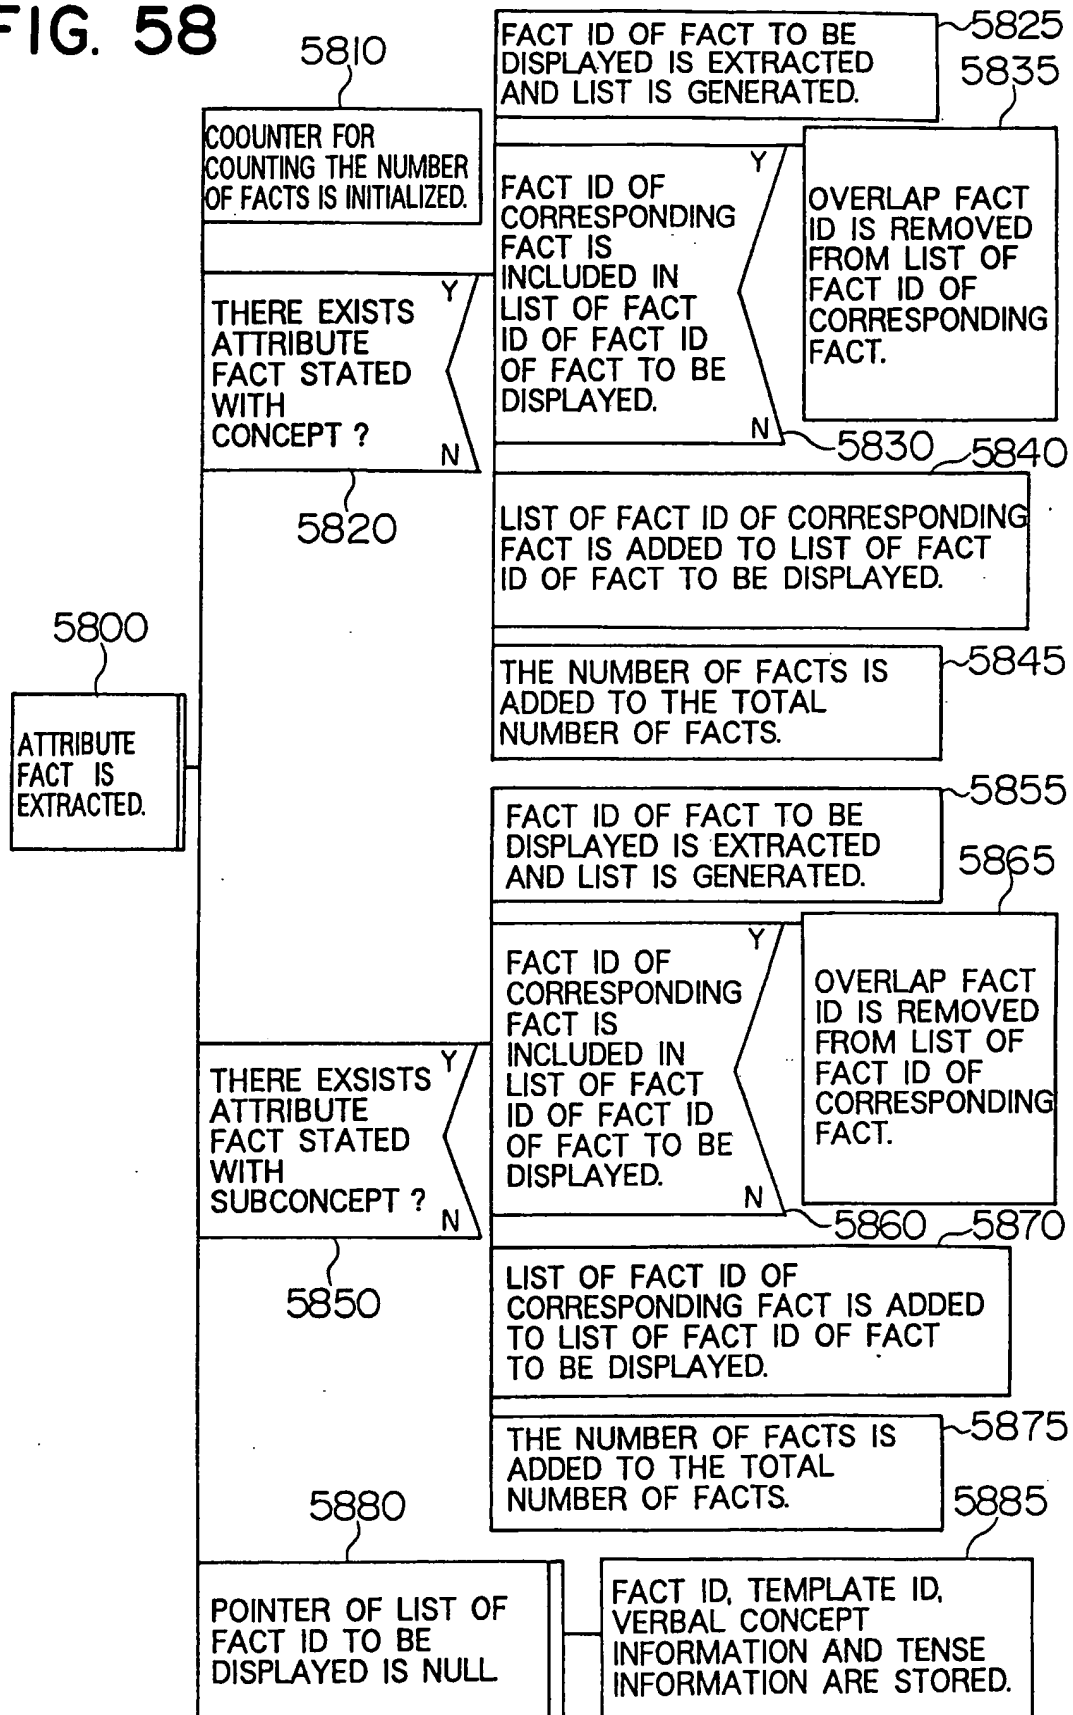 FIG. 58
5810
COOUNTER FOR
COUNTING THE NUMBER
OF FACTS IS INITIALIZED.
5825
FACT ID OF FACT TO BE
DISPLAYED IS EXTRACTED
AND LIST IS GENERATED.
5835
Y
FACT ID OF
CORRESPONDING
FACT IS
INCLUDED IN
LIST OF FACT
ID OF FACT ID
OF FACT TO BE
DISPLAYED.
N
5830
OVERLAP FACT
ID IS REMOVED
FROM LIST OF
FACT ID OF
CORRESPONDING
FACT.
Y
THERE EXISTS
ATTRIBUTE
FACT STATED
WITH
CONCEPT ?
N
5820
5840
LIST OF FACT ID OF CORRESPONDING
FACT IS ADDED TO LIST OF FACT
ID OF FACT TO BE DISPLAYED.
5845
THE NUMBER OF FACTS IS
ADDED TO THE TOTAL
NUMBER OF FACTS.
5800
ATTRIBUTE
FACT IS
EXTRACTED.
5855
FACT ID OF FACT TO BE
DISPLAYED IS EXTRACTED
AND LIST IS GENERATED.
5865
Y
FACT ID OF
CORRESPONDING
FACT IS
INCLUDED IN
LIST OF FACT
ID OF FACT ID
OF FACT TO BE
DISPLAYED.
N
5860
OVERLAP FACT
ID IS REMOVED
FROM LIST OF
FACT ID OF
CORRESPONDING
FACT.
Y
THERE EXSISTS
ATTRIBUTE
FACT STATED
WITH
SUBCONCEPT ?
N
5850
5870
LIST OF FACT ID OF
CORRESPONDING FACT IS ADDED
TO LIST OF FACT ID OF FACT
TO BE DISPLAYED.
5875
THE NUMBER OF FACTS IS
ADDED TO THE TOTAL
NUMBER OF FACTS.
5880
POINTER OF LIST OF
FACT ID TO BE
DISPLAYED IS NULL
5885
FACT ID, TEMPLATE ID,
VERBAL CONCEPT
INFORMATION AND TENSE
INFORMATION ARE STORED.